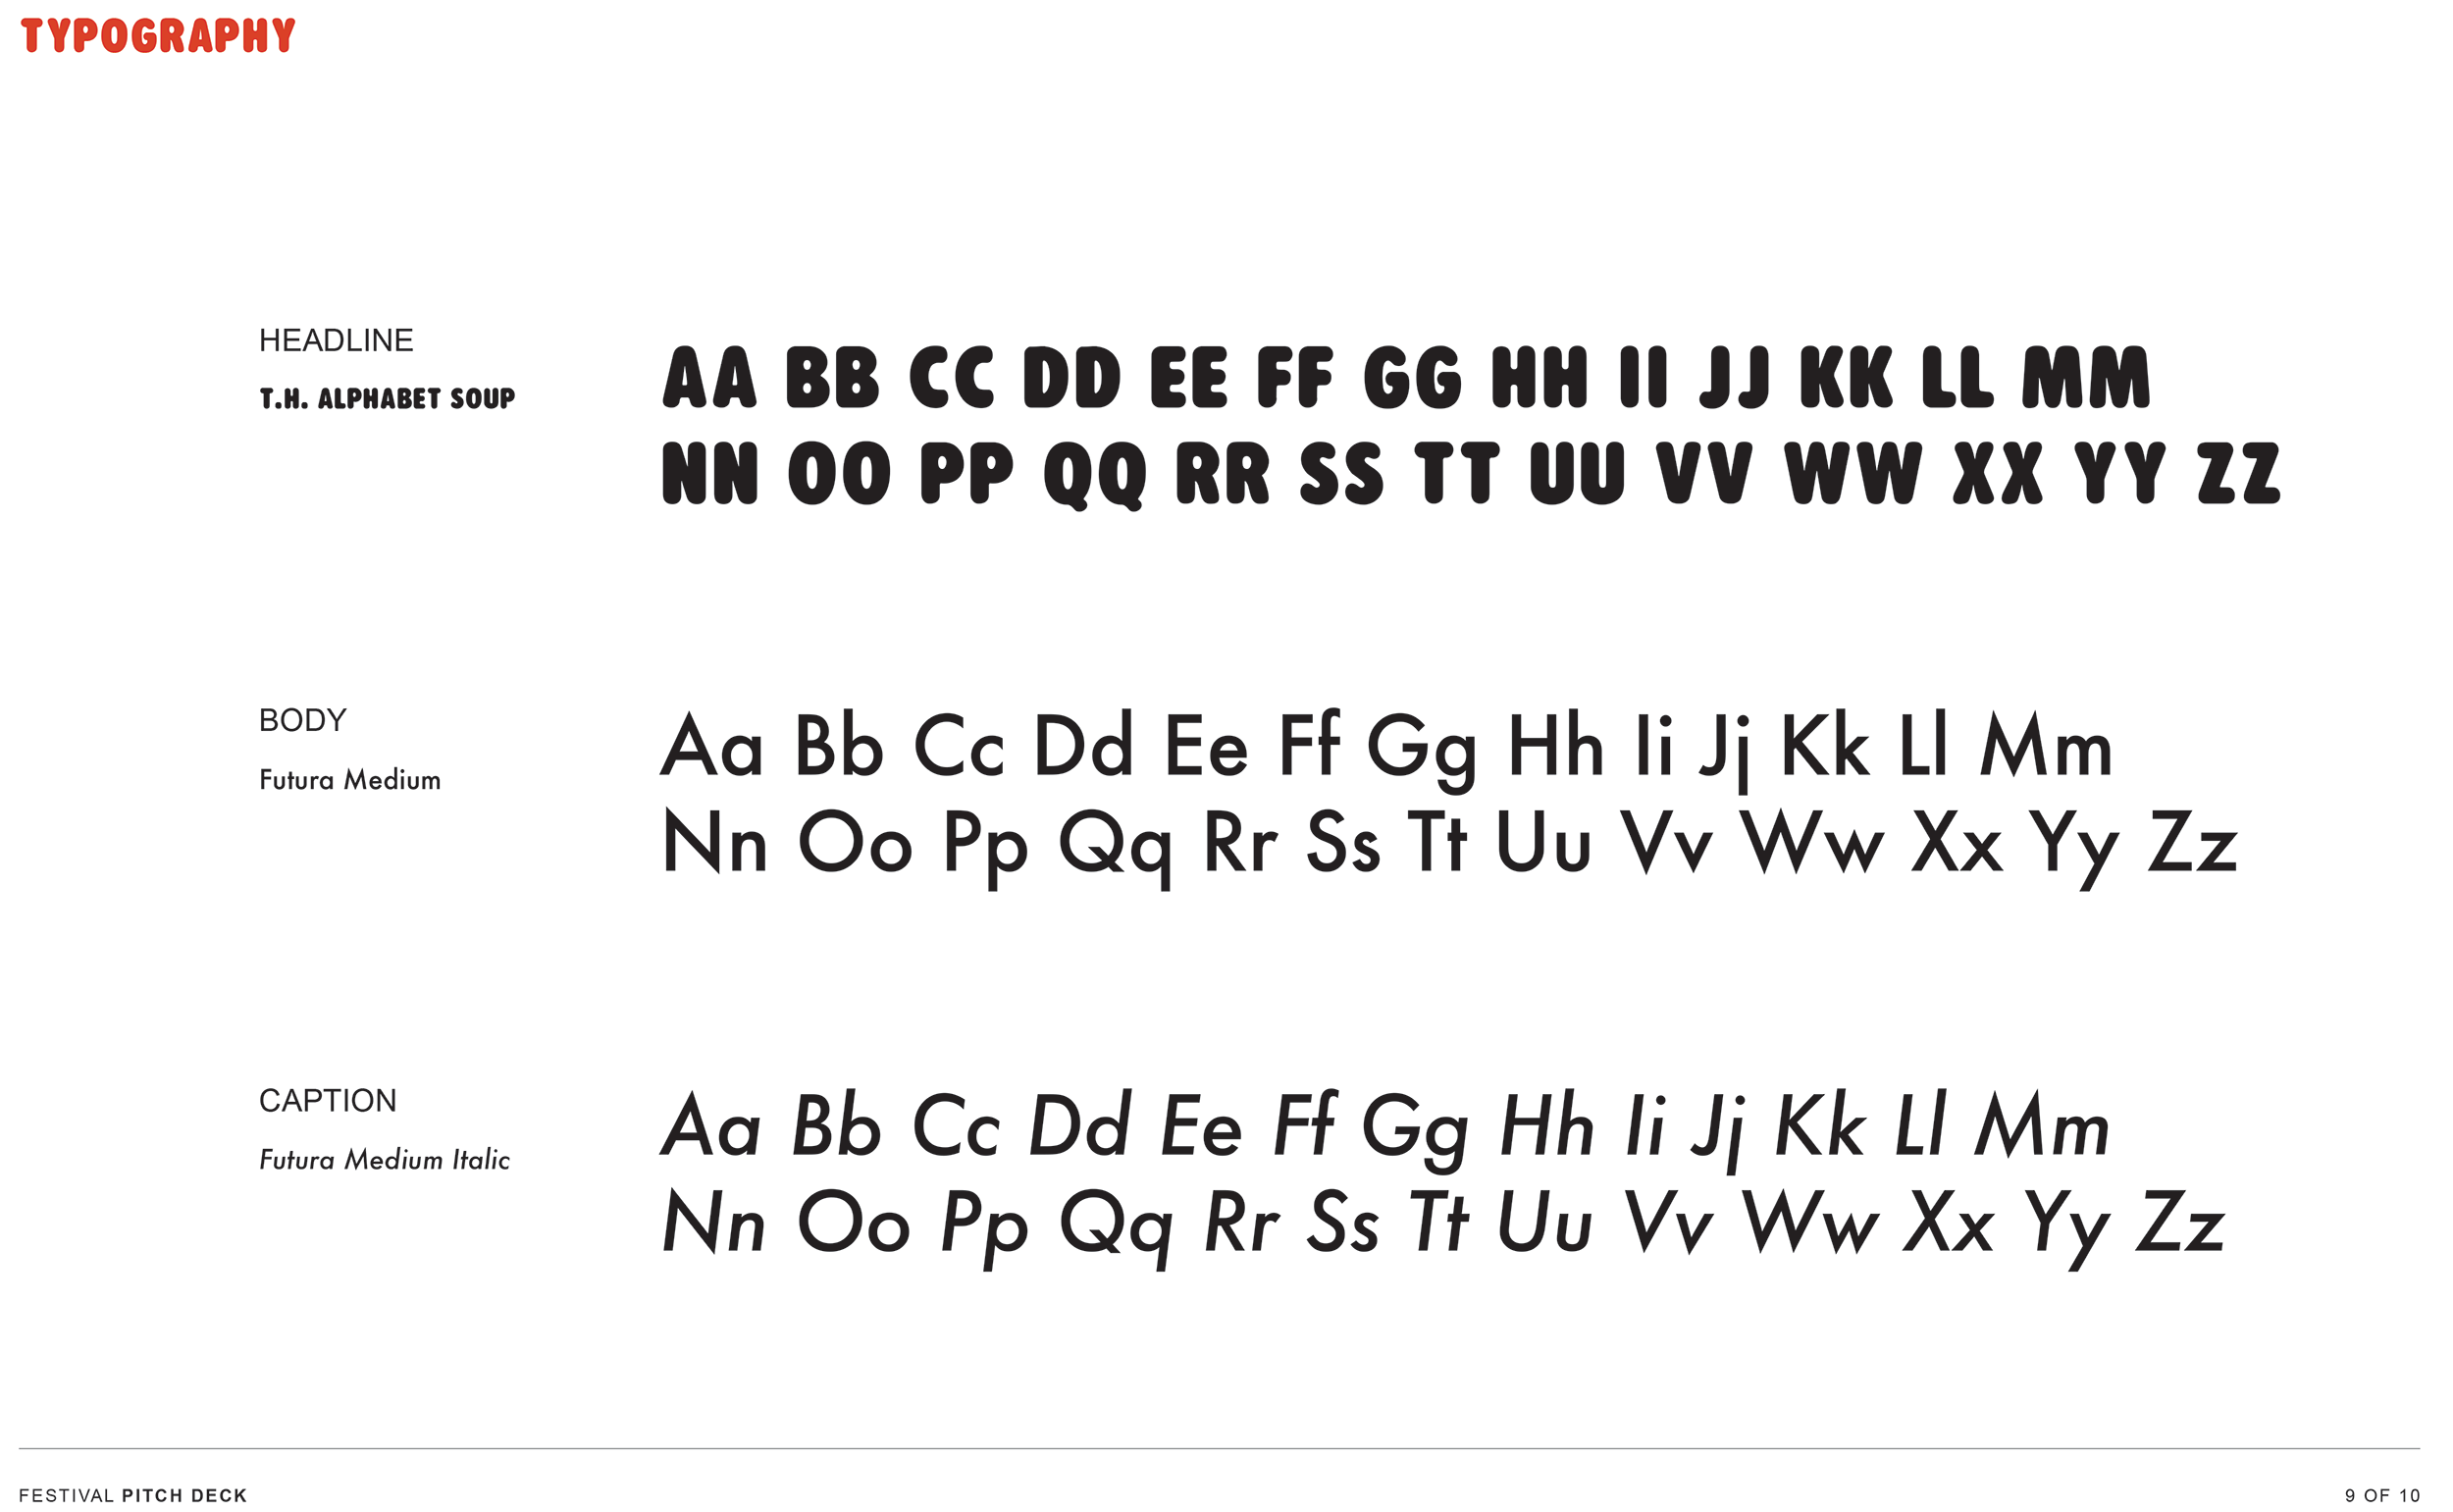 TYPOGRAPHY
HEADLINE
T.H. ALPHABET SOUP
AA BB CC DD EE FF GG HH II JJ KK LL MM
NN OO PP QQ RR SS TT UU VV WW XX YY ZZ
BODY
Futura Medium
Aa Bb Cc Dd Ee Ff Gg Hh Ii Jj Kk Ll Mm
Nn Oo Pp Qq Rr Ss Tt Uu Vv Ww Xx Yy Zz
CAPTION
Futura Medium Italic
Aa Bb Cc Dd Ee Ff Gg Hh Ii Jj Kk Ll Mm
Nn Oo Pp Qq Rr Ss Tt Uu Vv Ww Xx Yy Zz
FESTIVAL PITCH DECK
9 OF 10